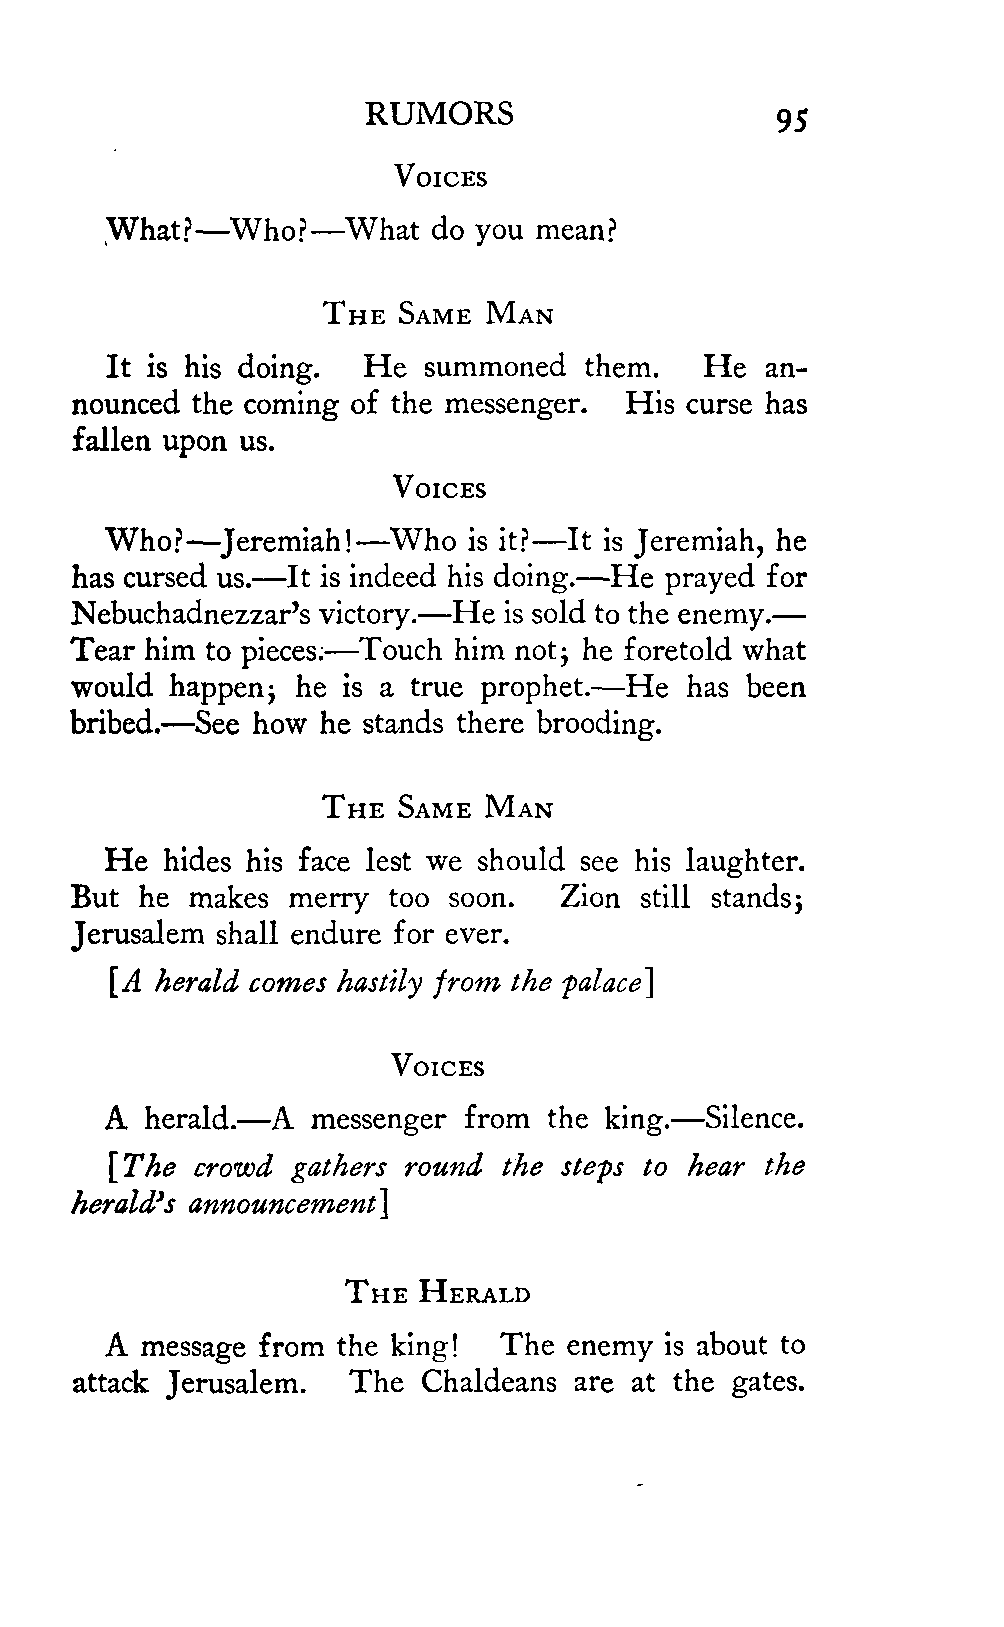 RUMORS 95
VOICES
What?—Who?—What do you mean?
THE SAME MAN
It is his doing. He summoned them. He an-
nounced the coming of the messenger. His curse has
fallen upon us.
VOICES
Who?—Jeremiah!—Who is it?—It is Jeremiah, he
has cursed us.—It is indeed his doing.—He prayed for
Nebuchadnezzar's victory.—He is sold to the enemy.—
Tear him to pieces.—Touch him not; he foretold what
would happen; he is a true prophet.—He has been
bribed.—See how he stands there brooding.
THE SAME MAN
He hides his face lest we should see his laughter.
But he makes merry too soon. Zion still stands;
Jerusalem shall endure for ever.
[A herald comes hastily from the palace]
VOICES
A herald.—A messenger from the king.—Silence.
[The crowd gathers round the steps to hear the
herald's announcement]
THE HERALD
A message from the king! The enemy is about to
attack Jerusalem. The Chaldeans are at the gates.